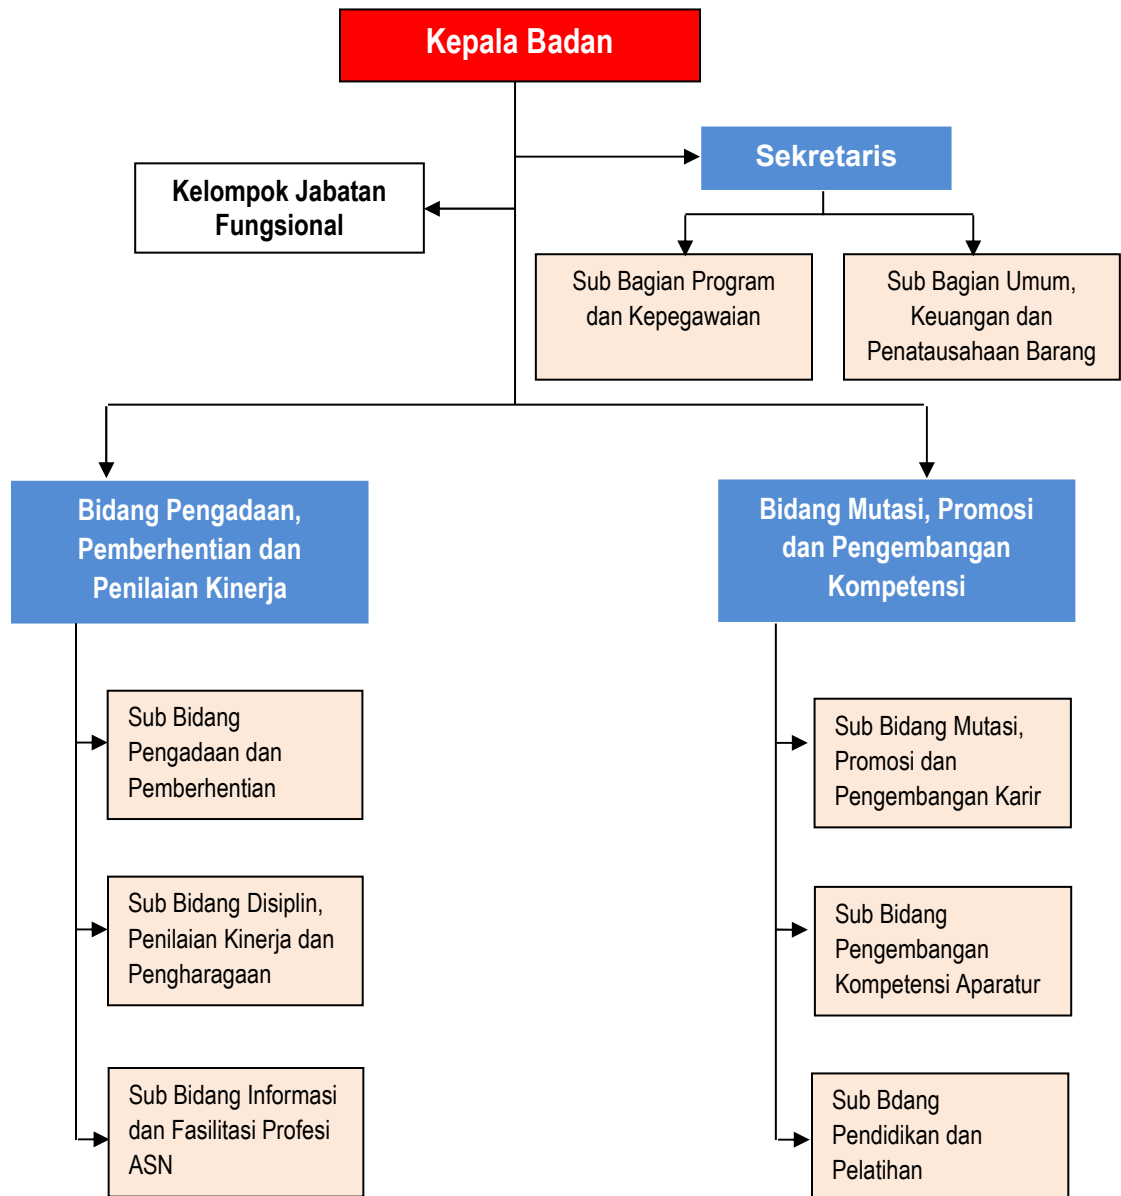 Kepala Badan
Sekretaris
Kelompok Jabatan
Fungsional
Sub Bagian Program
dan Kepegawaian
Sub Bagian Umum,
Keuangan dan
Penatausahaan Barang
Bidang Pengadaan,
Pemberhentian dan
Penilaian Kinerja
Bidang Mutasi, Promosi
dan Pengembangan
Kompetensi
Sub Bidang
Pengadaan dan
Pemberhentian
Sub Bidang Mutasi,
Promosi dan
Pengembangan Karir
Sub Bidang Disiplin,
Penilaian Kinerja dan
Pengharagaan
Sub Bidang
Pengembangan
Kompetensi Aparatur
Sub Bidang Informasi
dan Fasilitasi Profesi
ASN
Sub Bdang
Pendidikan dan
Pelatihan